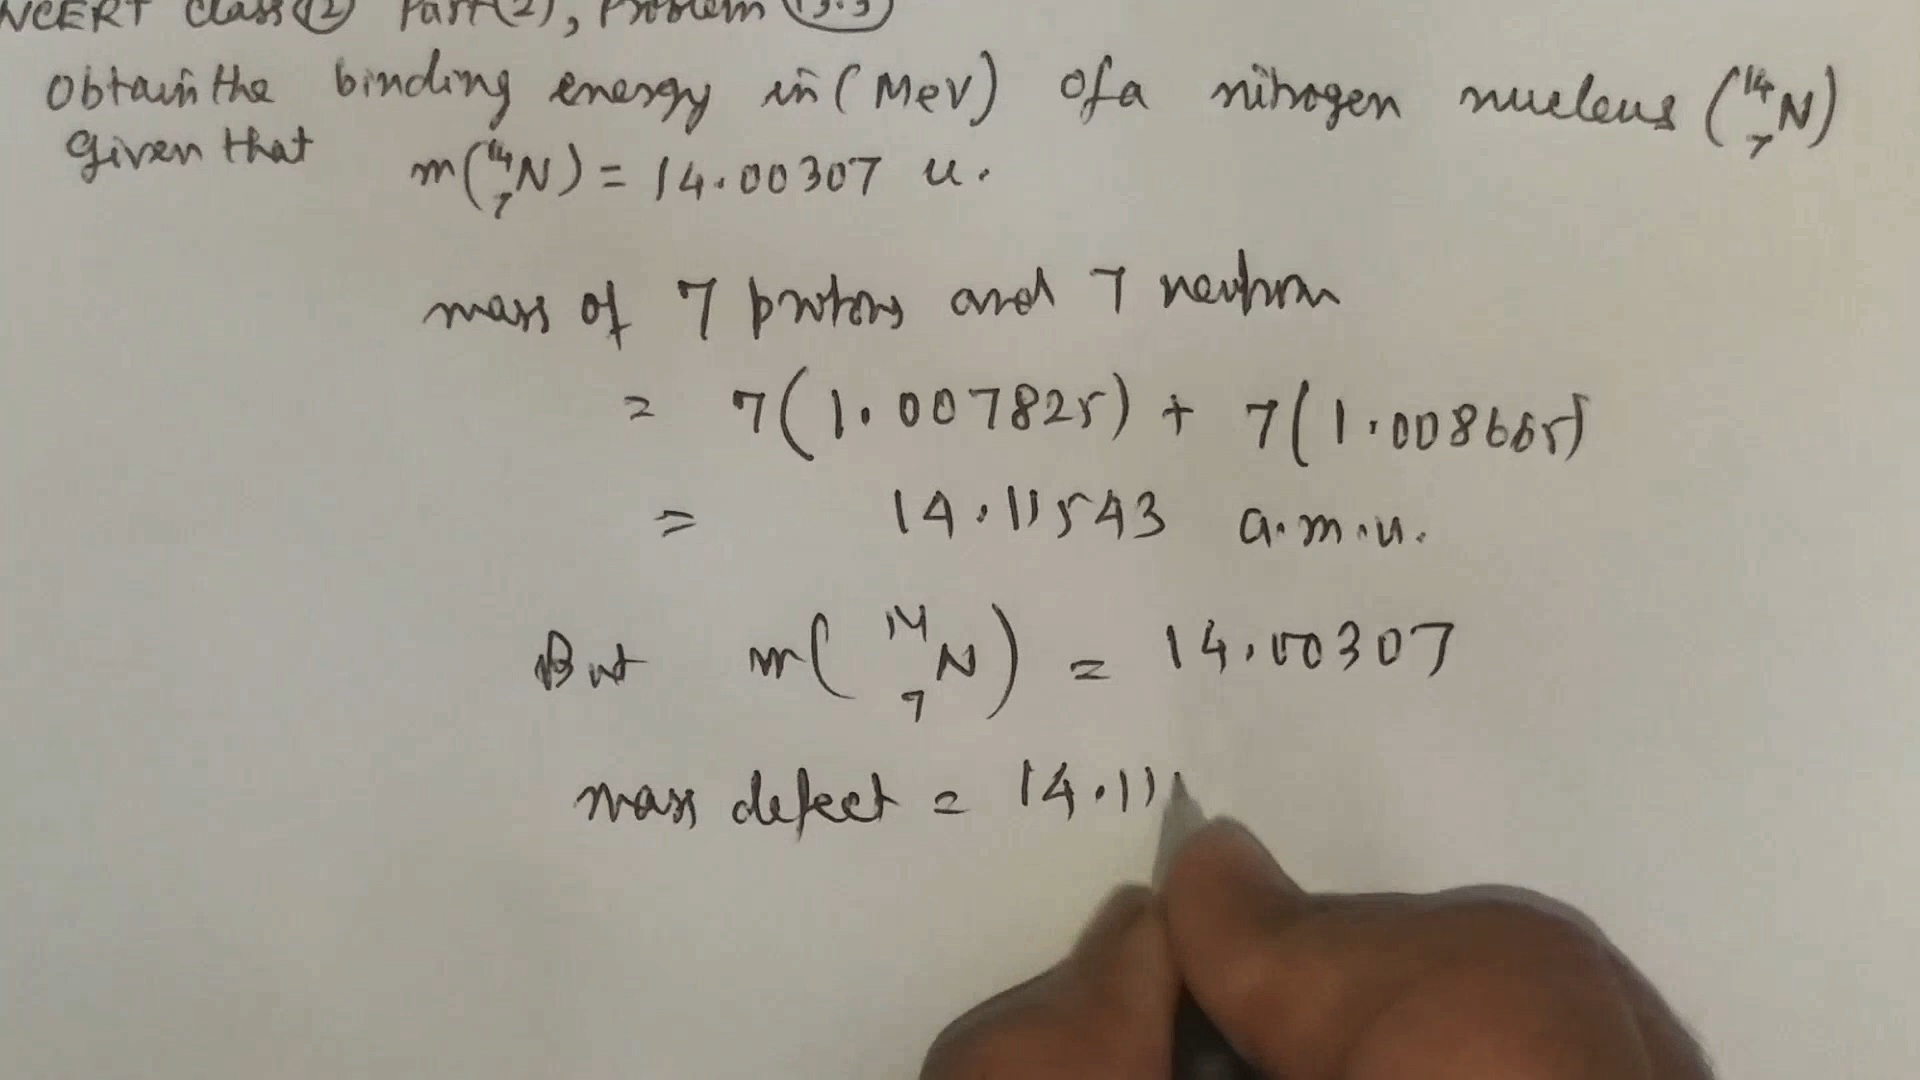 NCERT Class (12) Part (2), Problem (13.3)
Obtain the binding energy in (MeV) of a nitrogen nucleus (¹⁴₇N)
Given that m(¹⁴₇N) = 14.00307 u.
mass of 7 protons and 7 neutron
= 7(1.007825) + 7(1.008665)
= 14.11543 a.m.u.
But m(¹⁴₇N) = 14.00307
mass defect = 14.11